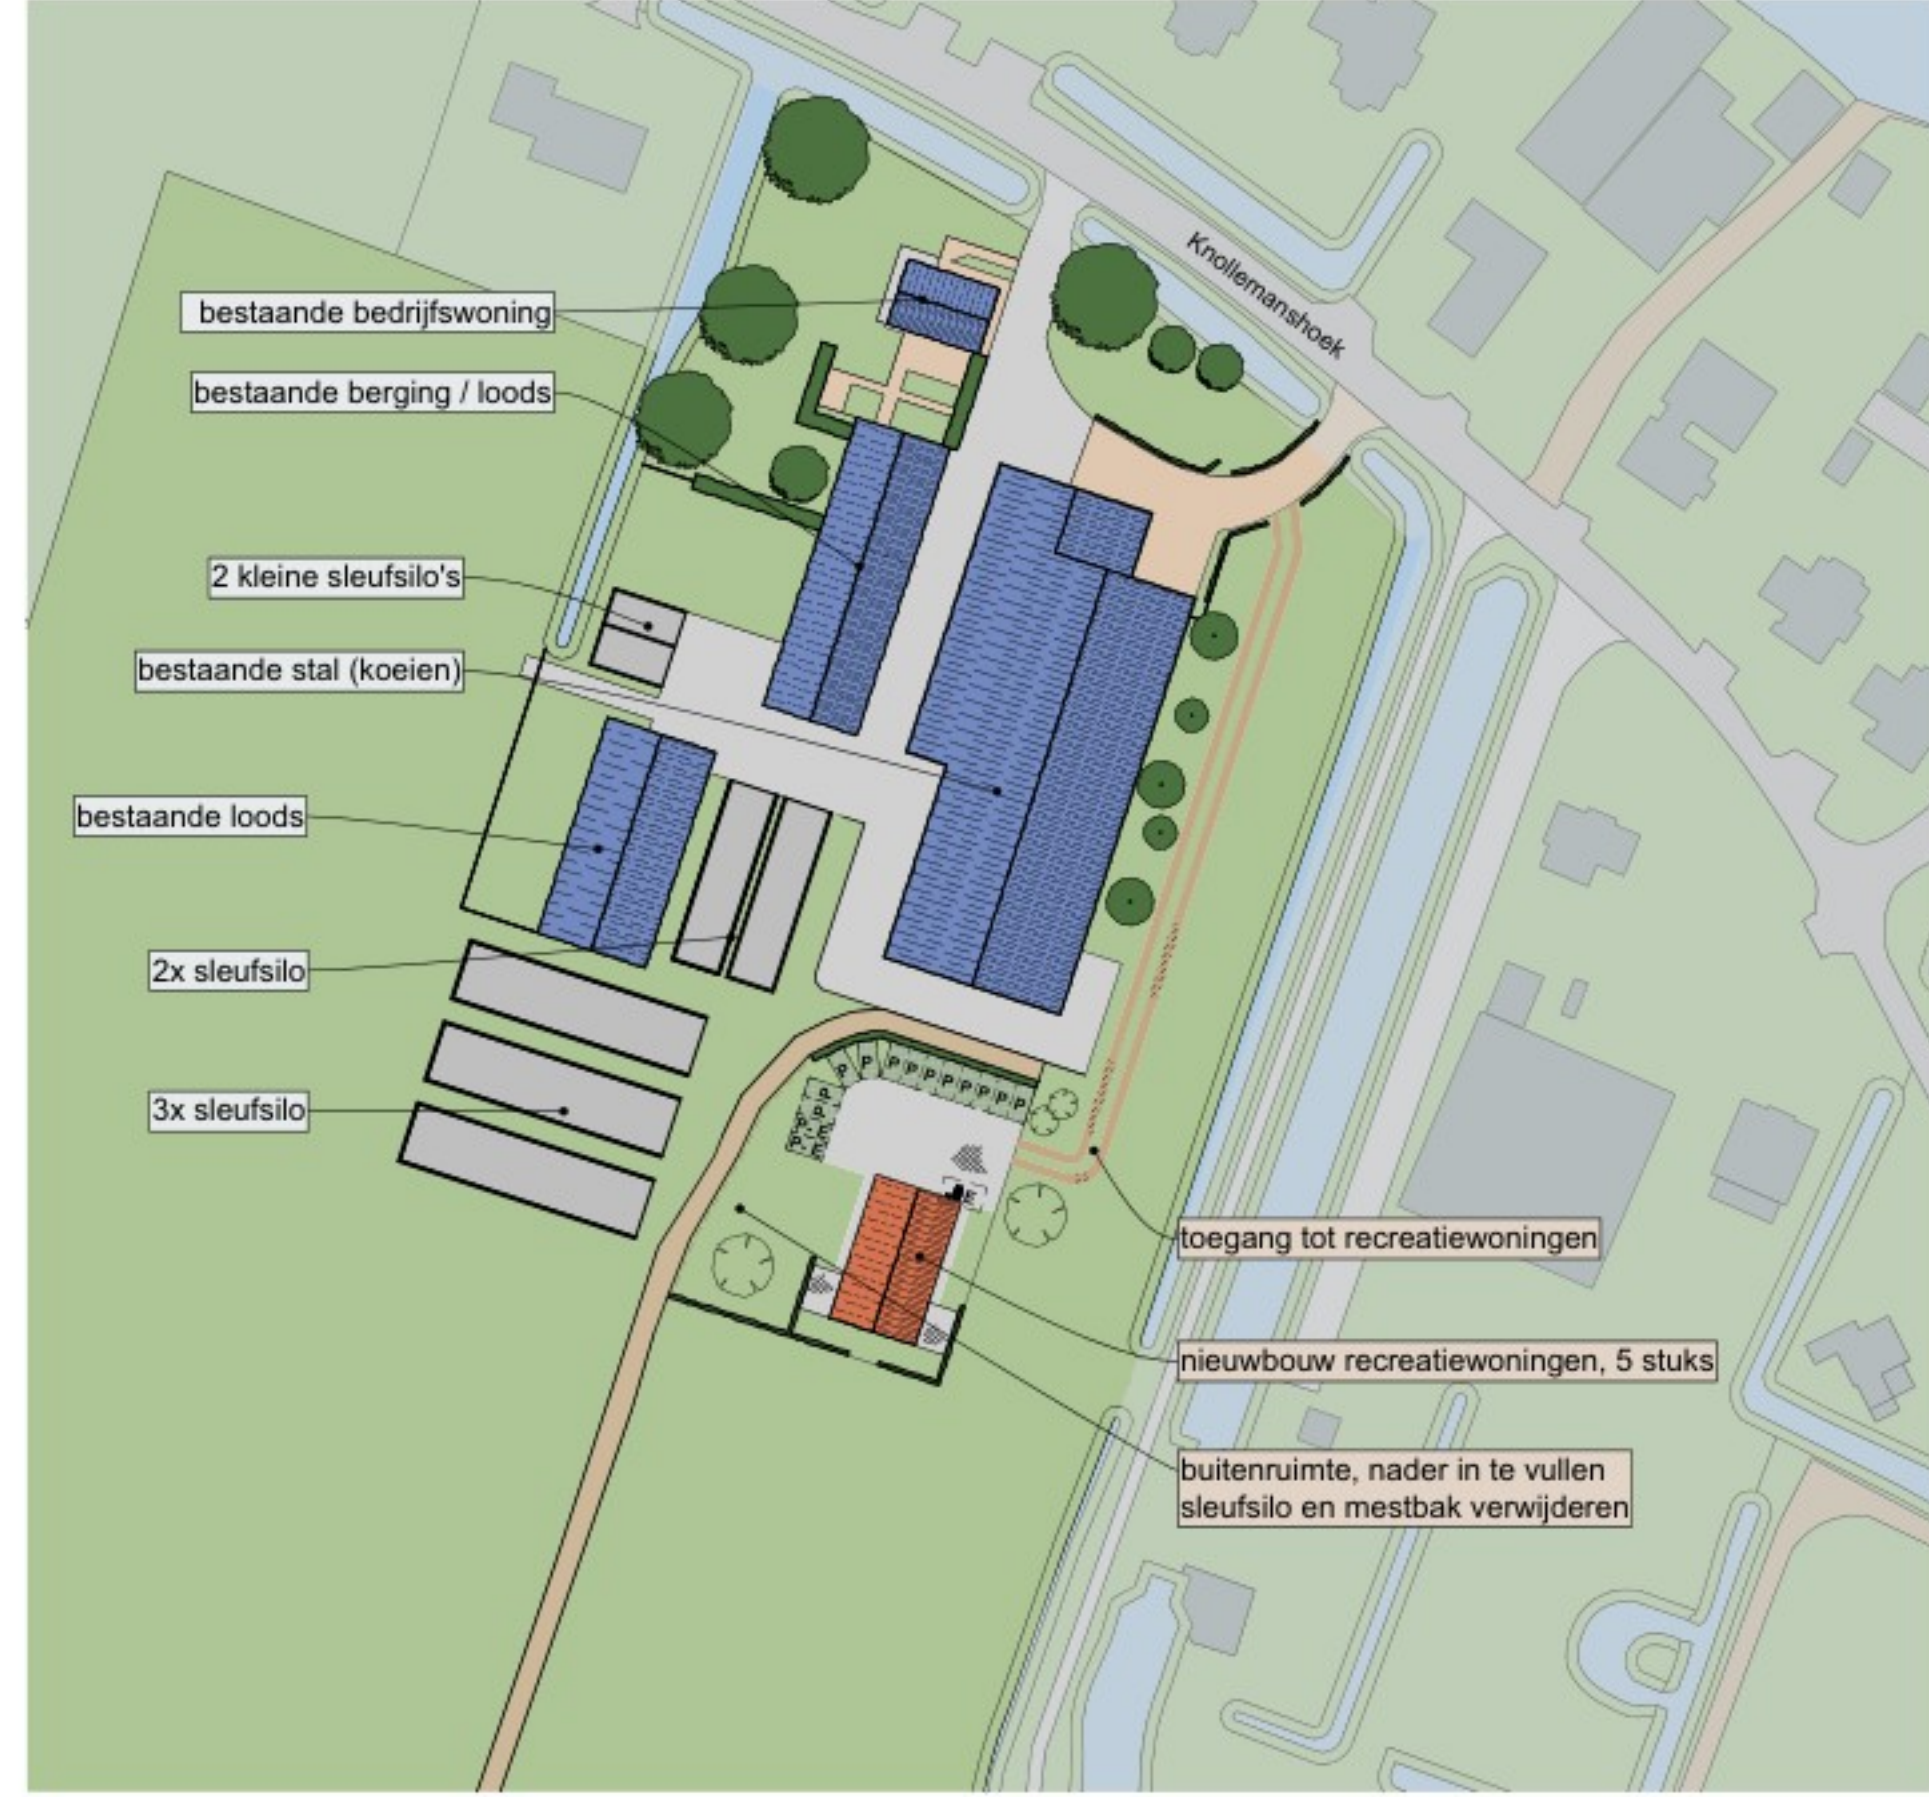 Knollemanshoek
bestaande bedrijfswoning
bestaande berging / loods
2 kleine sleufsilo's
bestaande stal (koeien)
bestaande loods
2x sleufsilo
3x sleufsilo
P P P P P P P P P P
P
P
P
toegang tot recreatiewoningen
nieuwbouw recreatiewoningen, 5 stuks
buitenruimte, nader in te vullen
sleufsilo en mestbak verwijderen